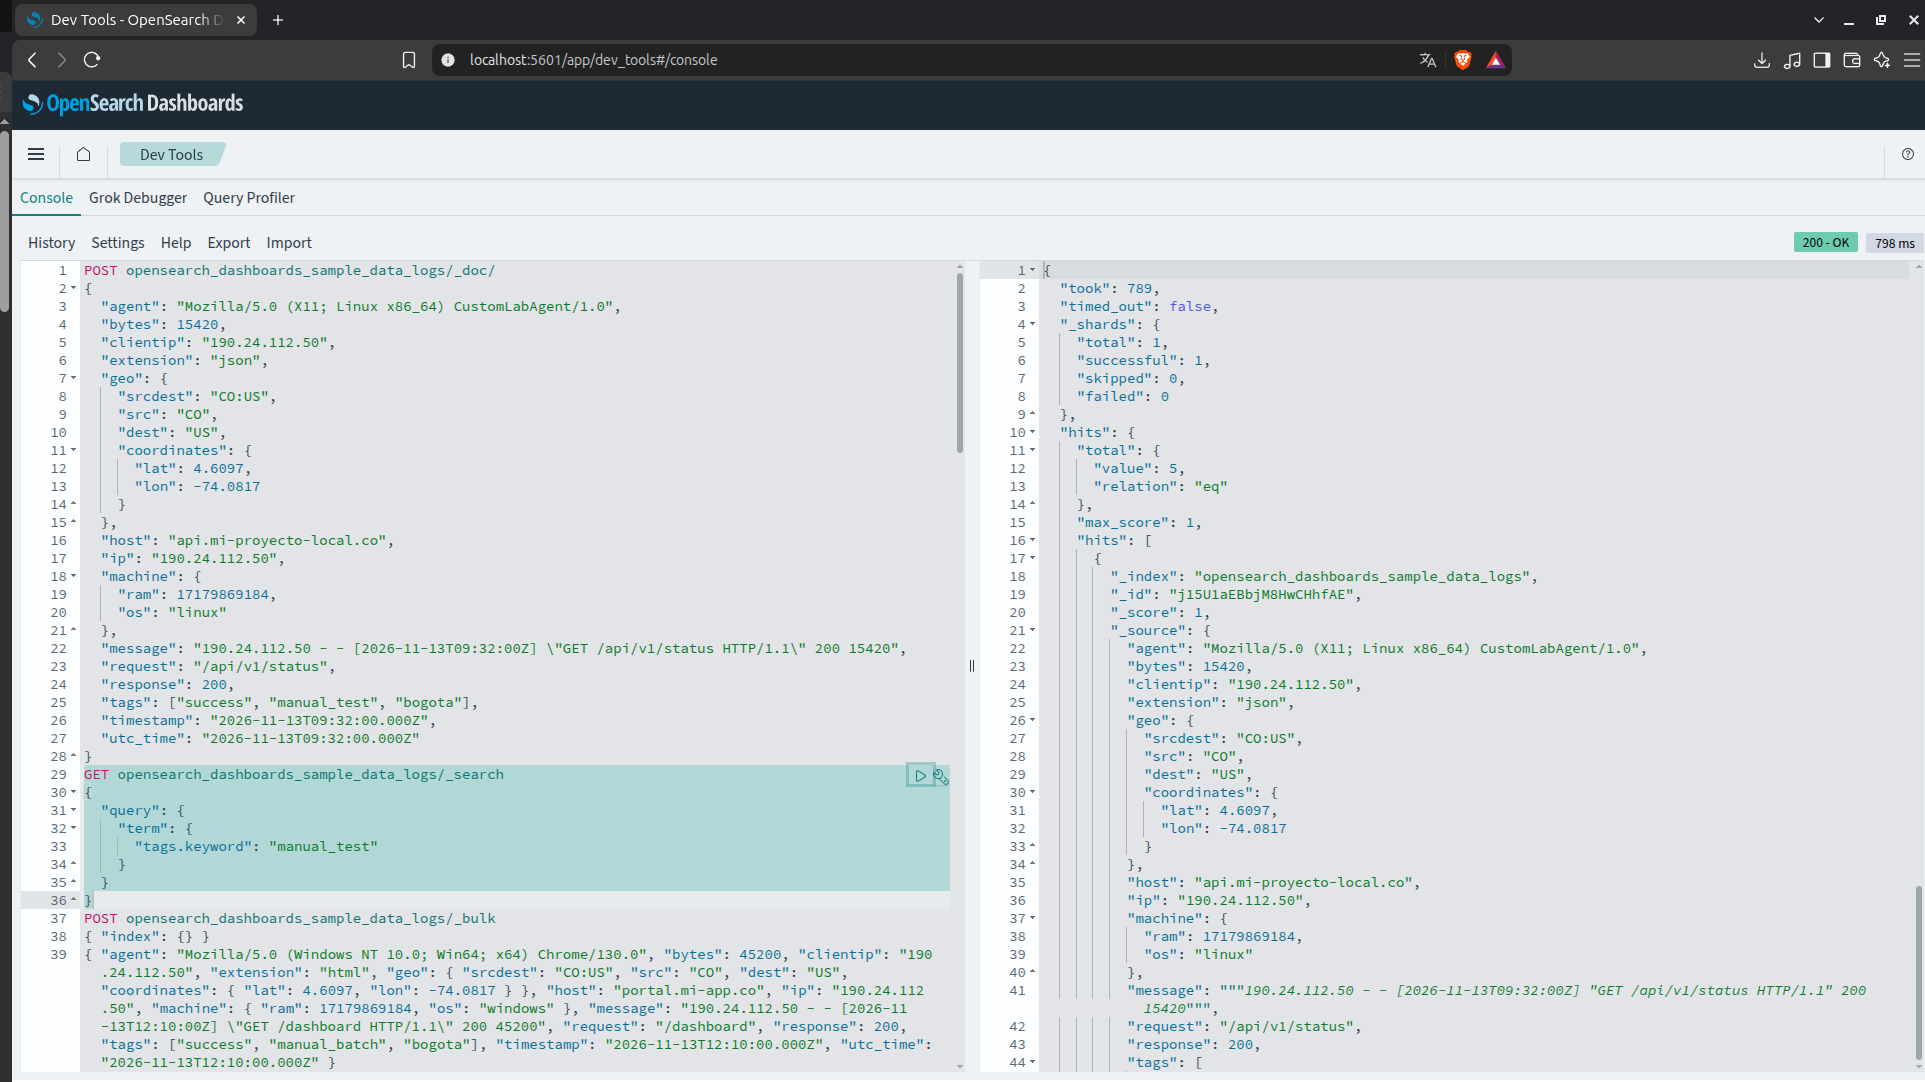 Dev Tools - OpenSearch D
localhost:5601/app/dev_tools#/console
OpenSearch Dashboards
Dev Tools
Console Grok Debugger Query Profiler
History Settings Help Export Import
200 - OK 798 ms
1 POST opensearch_dashboards_sample_data_logs/_doc/
2 {
3 "agent": "Mozilla/5.0 (X11; Linux x86_64) CustomLabAgent/1.0",
4 "bytes": 15420,
5 "clientip": "190.24.112.50",
6 "extension": "json",
7 "geo": {
8 "srcdest": "CO:US",
9 "src": "CO",
10 "dest": "US",
11 "coordinates": {
12 "lat": 4.6097,
13 "lon": -74.0817
14 }
15 },
16 "host": "api.mi-proyecto-local.co",
17 "ip": "190.24.112.50",
18 "machine": {
19 "ram": 17179869184,
20 "os": "linux"
21 },
22 "message": "190.24.112.50 - - [2026-11-13T09:32:00Z] \"GET /api/v1/status HTTP/1.1\" 200 15420",
23 "request": "/api/v1/status",
24 "response": 200,
25 "tags": ["success", "manual_test", "bogota"],
26 "timestamp": "2026-11-13T09:32:00.000Z",
27 "utc_time": "2026-11-13T09:32:00.000Z"
28 }
29 GET opensearch_dashboards_sample_data_logs/_search
30 {
31 "query": {
32 "term": {
33 "tags.keyword": "manual_test"
34 }
35 }
36 }
37 POST opensearch_dashboards_sample_data_logs/_bulk
38 { "index": {} }
39 { "agent": "Mozilla/5.0 (Windows NT 10.0; Win64; x64) Chrome/130.0", "bytes": 45200, "clientip": "190
.24.112.50", "extension": "html", "geo": { "srcdest": "CO:US", "src": "CO", "dest": "US",
"coordinates": { "lat": 4.6097, "lon": -74.0817 } }, "host": "portal.mi-app.co", "ip": "190.24.112
.50", "machine": { "ram": 17179869184, "os": "windows" }, "message": "190.24.112.50 - - [2026-11
-13T12:10:00Z] \"GET /dashboard HTTP/1.1\" 200 45200", "request": "/dashboard", "response": 200,
"tags": ["success", "manual_batch", "bogota"], "timestamp": "2026-11-13T12:10:00.000Z", "utc_time":
"2026-11-13T12:10:00.000Z" }
1 {
2 "took": 789,
3 "timed_out": false,
4 "_shards": {
5 "total": 1,
6 "successful": 1,
7 "skipped": 0,
8 "failed": 0
9 },
10 "hits": {
11 "total": {
12 "value": 5,
13 "relation": "eq"
14 },
15 "max_score": 1,
16 "hits": [
17 {
18 "_index": "opensearch_dashboards_sample_data_logs",
19 "_id": "j15U1aEBbjM8HwCHhfAE",
20 "_score": 1,
21 "_source": {
22 "agent": "Mozilla/5.0 (X11; Linux x86_64) CustomLabAgent/1.0",
23 "bytes": 15420,
24 "clientip": "190.24.112.50",
25 "extension": "json",
26 "geo": {
27 "srcdest": "CO:US",
28 "src": "CO",
29 "dest": "US",
30 "coordinates": {
31 "lat": 4.6097,
32 "lon": -74.0817
33 }
34 },
35 "host": "api.mi-proyecto-local.co",
36 "ip": "190.24.112.50",
37 "machine": {
38 "ram": 17179869184,
39 "os": "linux"
40 },
41 "message": """190.24.112.50 - - [2026-11-13T09:32:00Z] "GET /api/v1/status HTTP/1.1" 200
15420""",
42 "request": "/api/v1/status",
43 "response": 200,
44 "tags": [